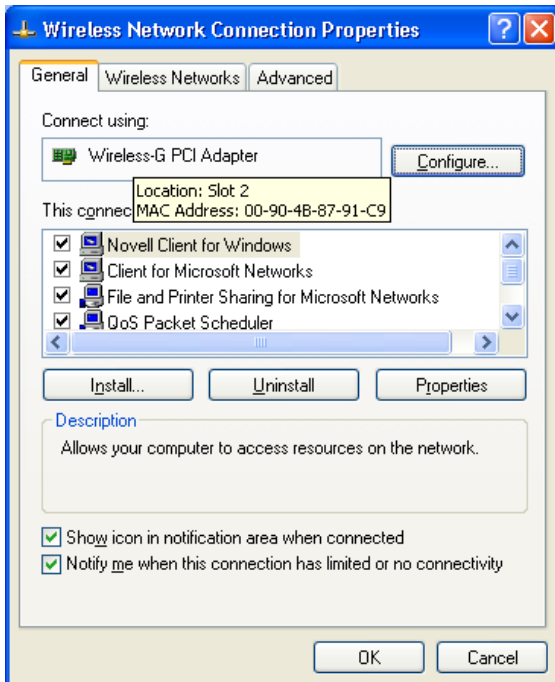 Wireless Network Connection Properties
General Wireless Networks Advanced
Connect using:
Wireless-G PCI Adapter Configure...
Location: Slot 2
This connec MAC Address: 00-90-4B-87-91-C9
Novell Client for Windows
Client for Microsoft Networks
File and Printer Sharing for Microsoft Networks
QoS Packet Scheduler
Install... Uninstall Properties
Description
Allows your computer to access resources on the network.
Show icon in notification area when connected
Notify me when this connection has limited or no connectivity
OK Cancel